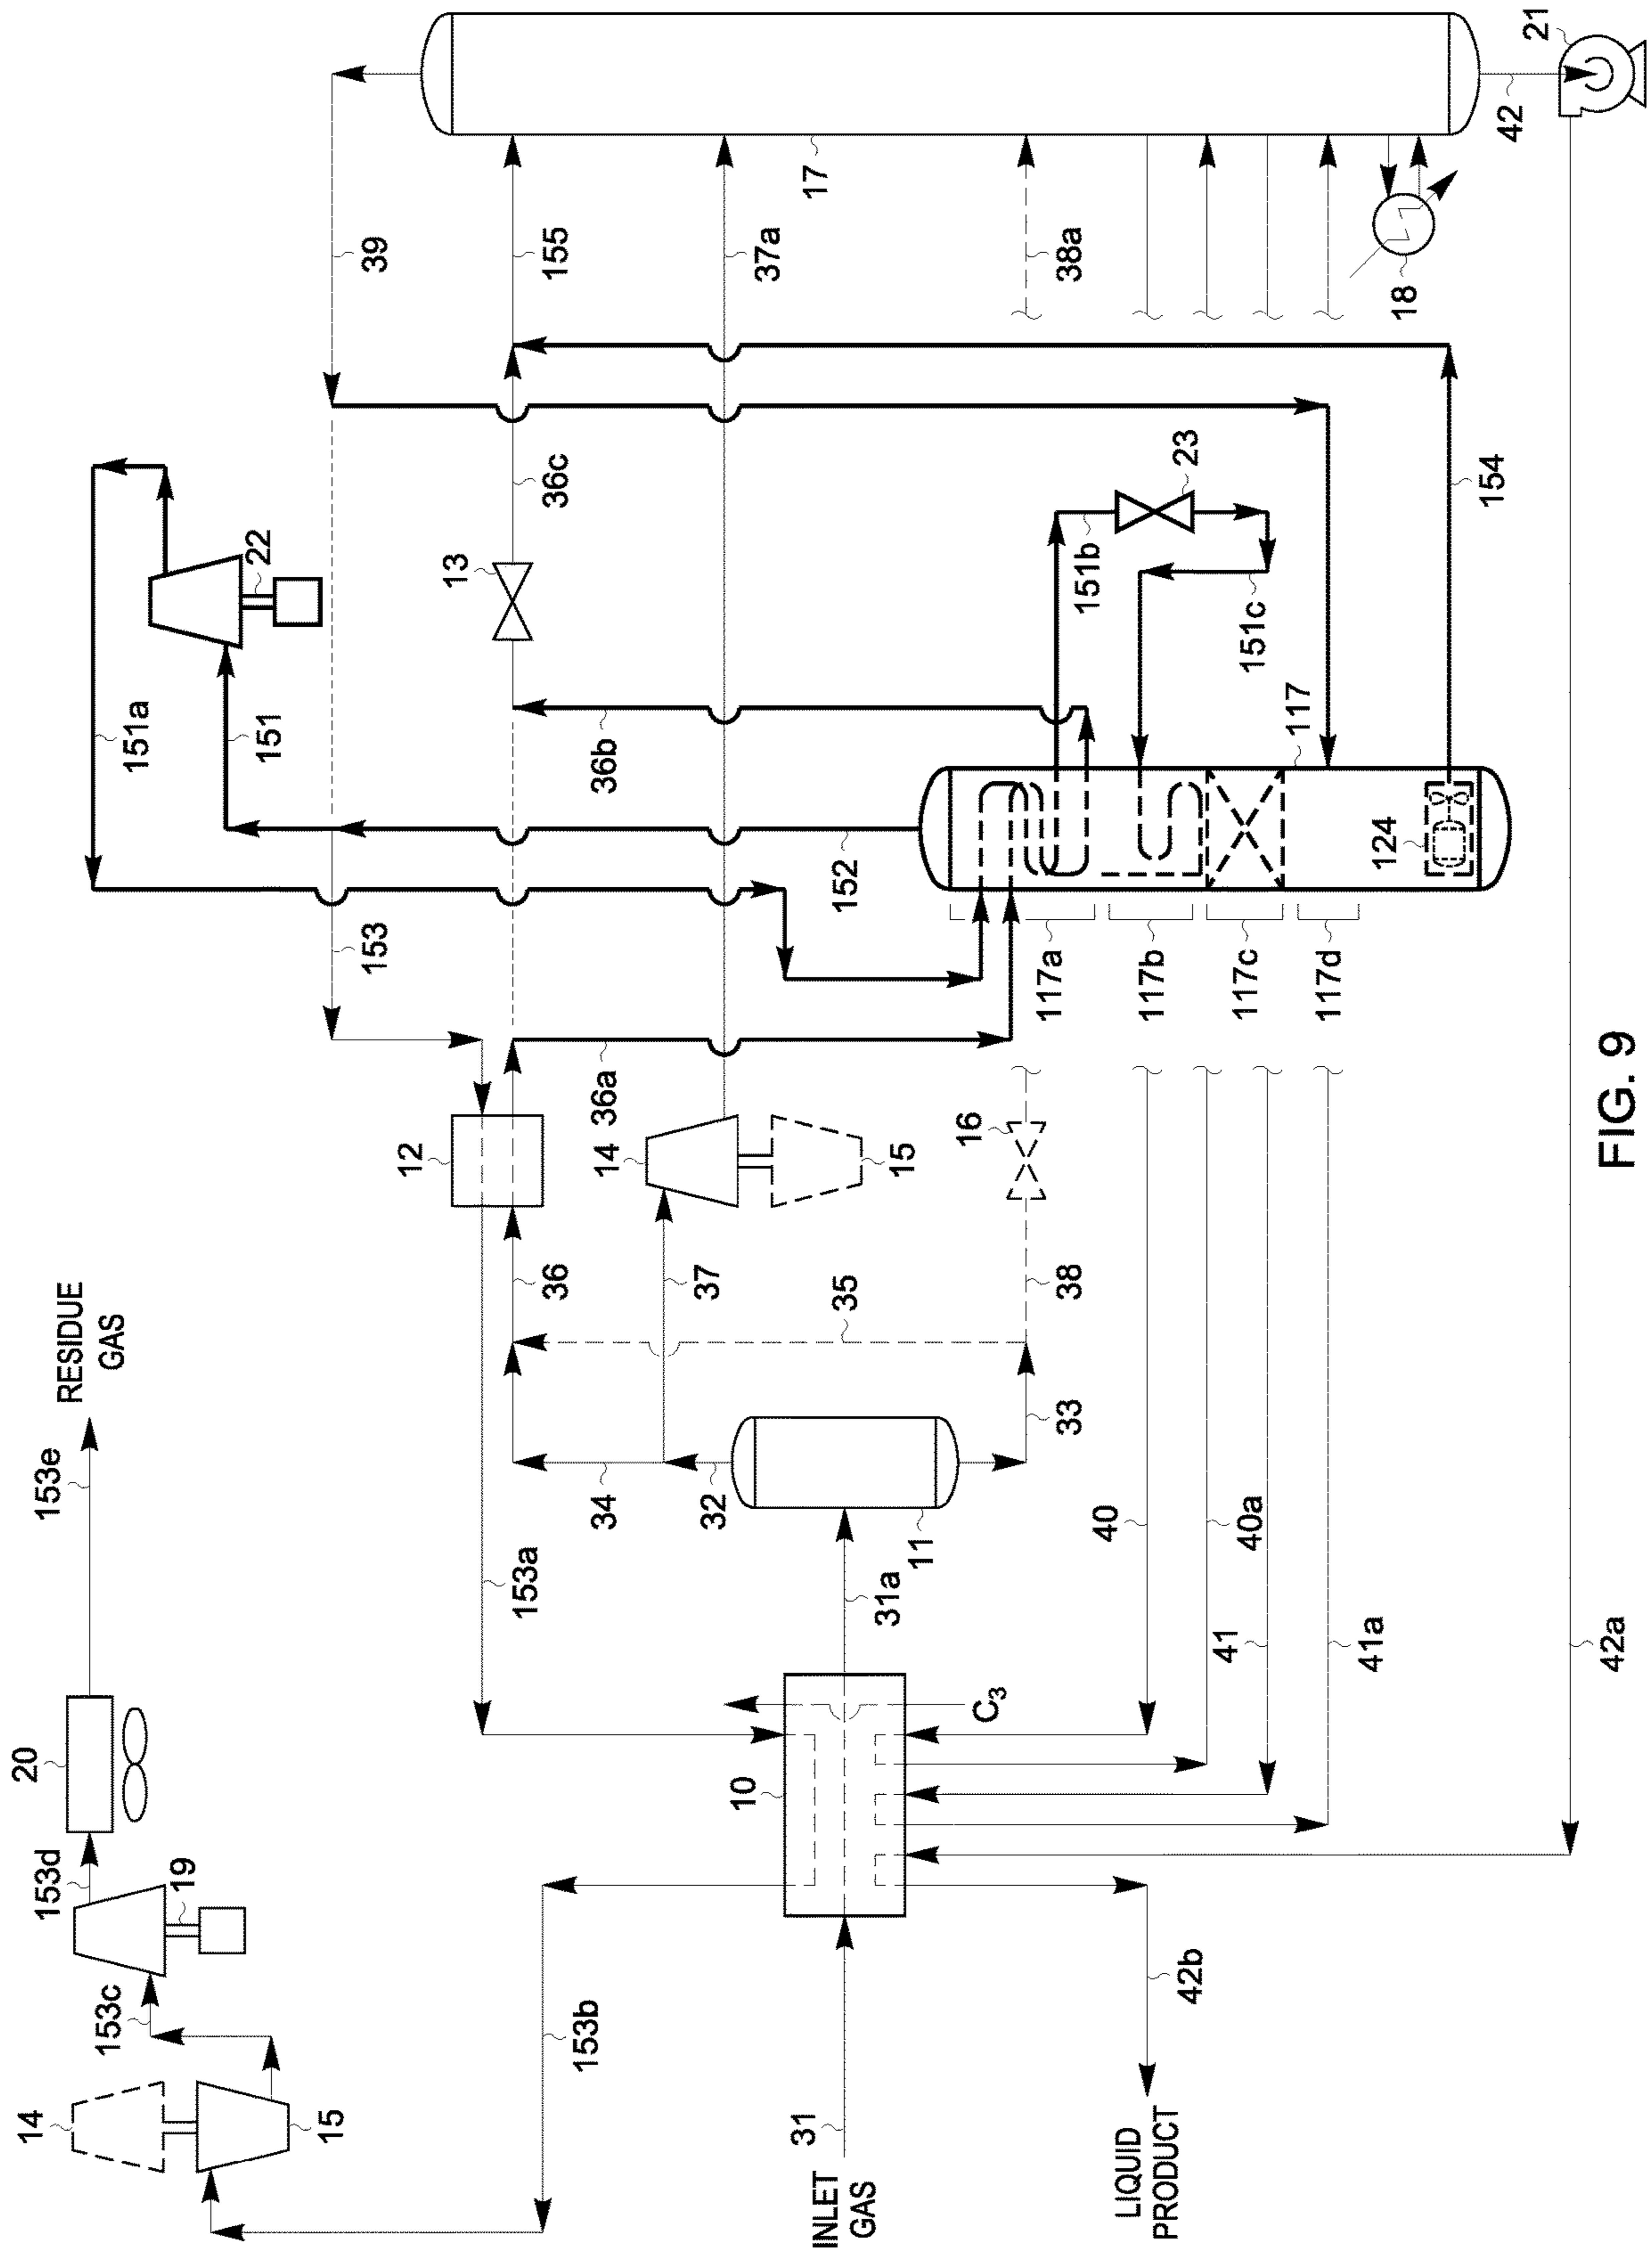 14
20
153d
153e
RESIDUE
GAS
153c
19
151a
15
22
151
153
39
12
13
153a
153b
36
36b
36c
155
34
36a
14
32
37
10
37a
31
INLET
GAS
17
152
35
15
11
16
C3
38
33
117a
38a
151b
40
117b
LIQUID
PRODUCT
42b
23
41
40a
117c
151c
117
117d
41a
124
18
154
42
21
42a
FIG. 9